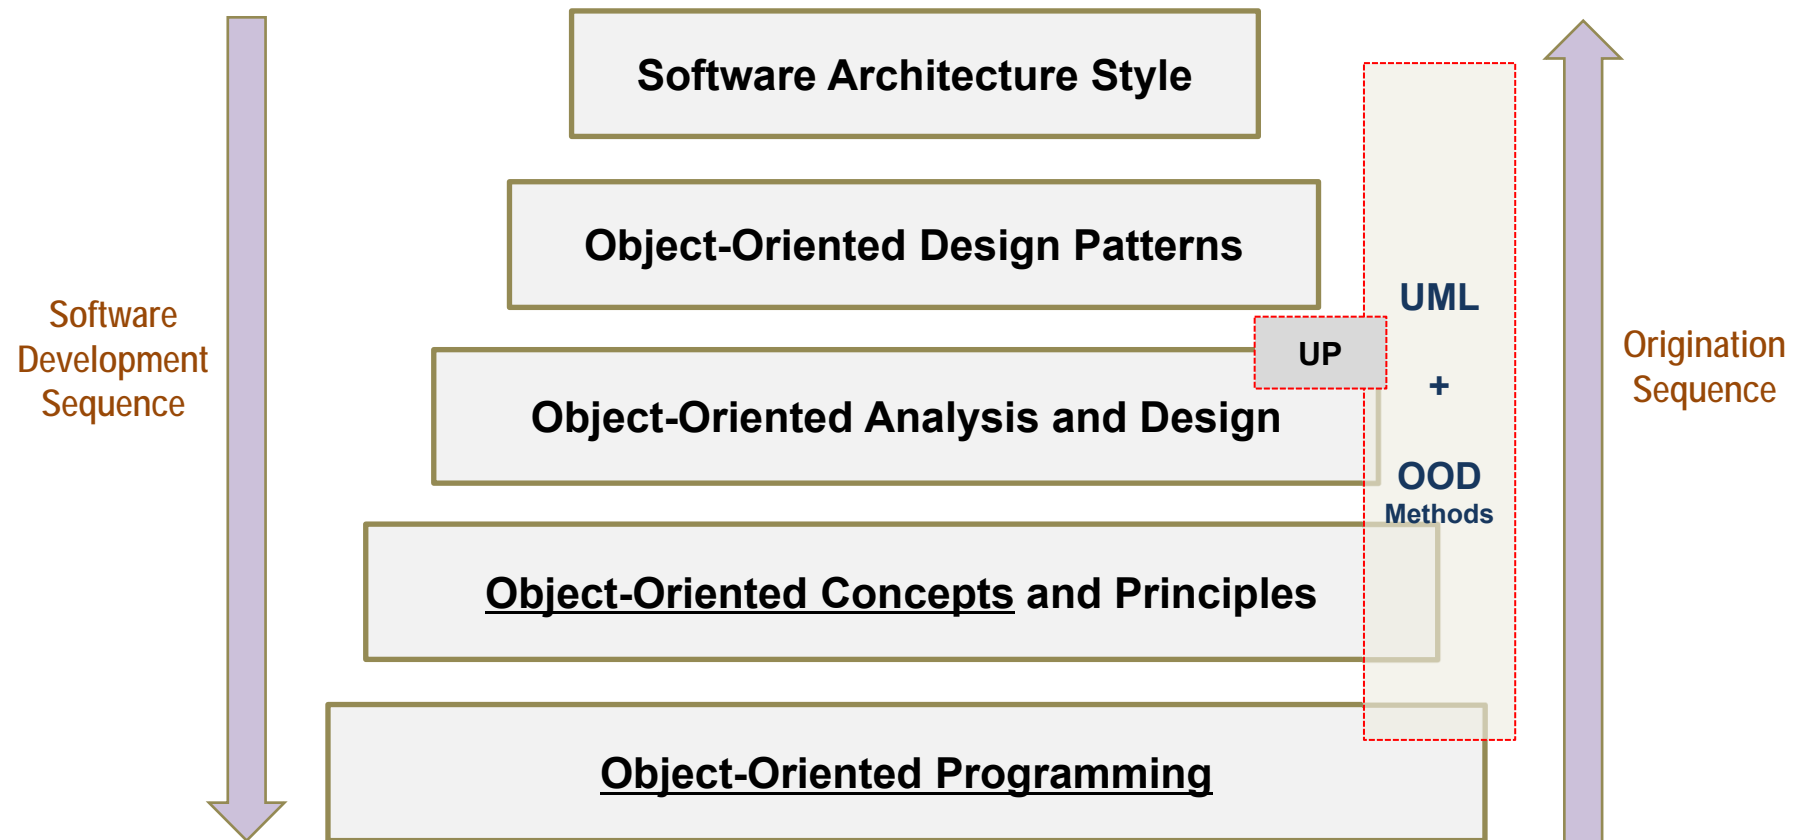 Software Architecture Style
Object-Oriented Design Patterns
Software
Development
Sequence
UML
+
OOD
Methods
UP
Origination
Sequence
Object-Oriented Analysis and Design
Object-Oriented Concepts and Principles
Object-Oriented Programming